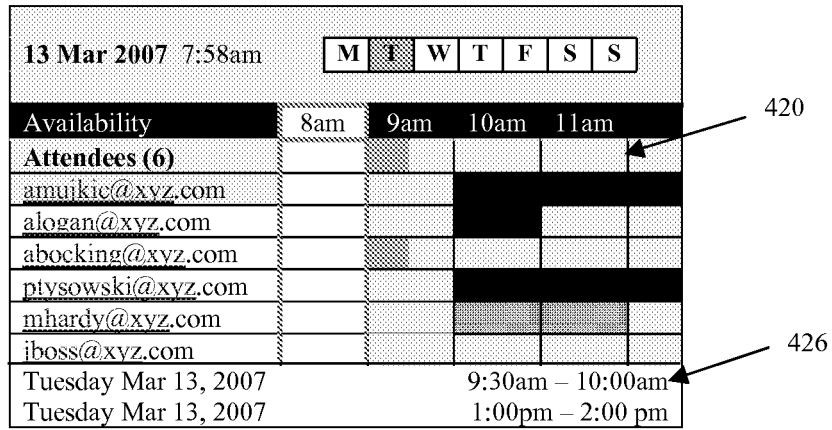 13 Mar 2007 7:58am M T W T F S S
Availability 8am 9am 10am 11am
420
Attendees (6)
amujkic@xyz.com
alogan@xyz.com
abocking@xyz.com
ptysowski@xyz.com
mhardy@xyz.com
jboss@xyz.com
426
Tuesday Mar 13, 2007 9:30am – 10:00am
Tuesday Mar 13, 2007 1:00pm – 2:00 pm